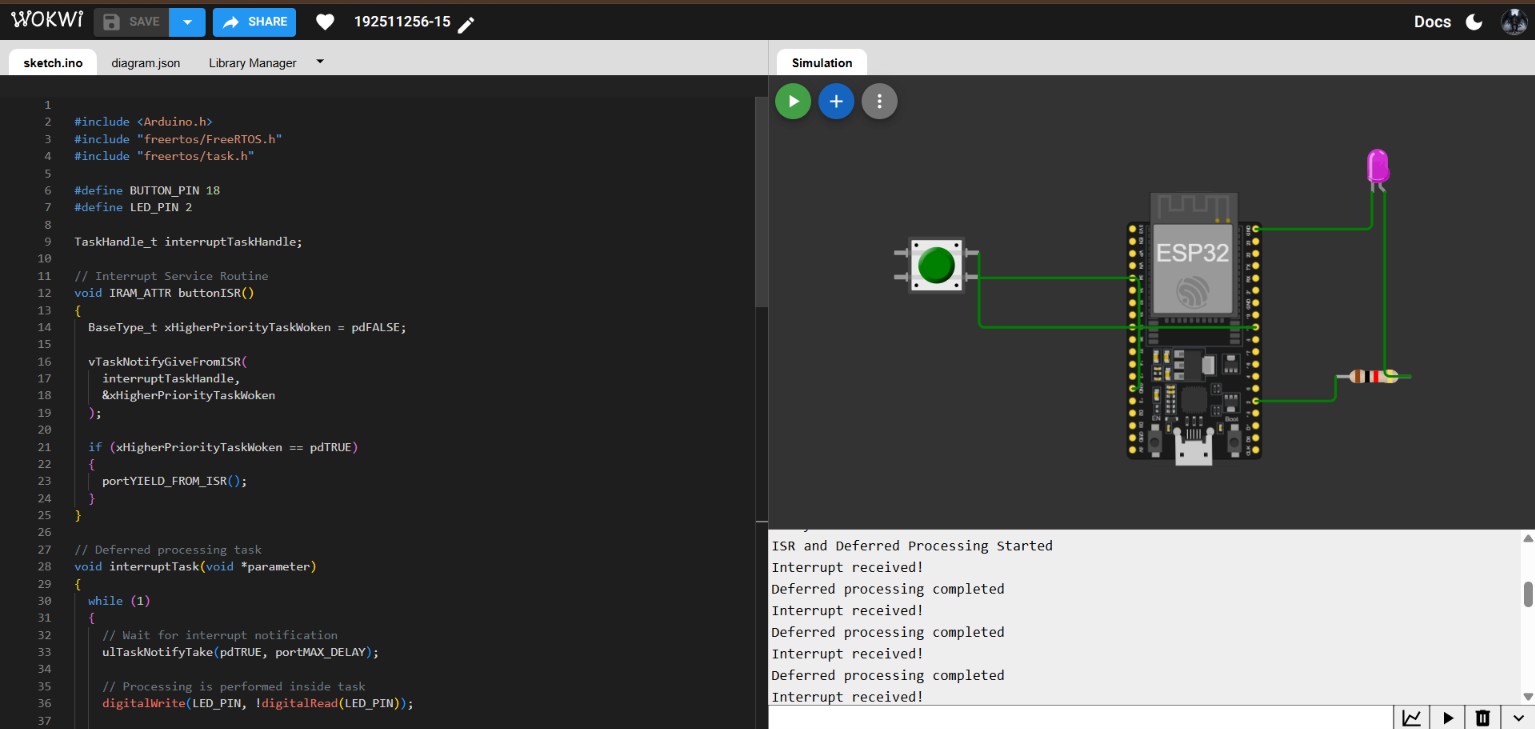 WOKWI SAVE SHARE 192511256-15 Docs
sketch.ino diagram.json Library Manager
Simulation
1
2 #include <Arduino.h>
3 #include "freertos/FreeRTOS.h"
4 #include "freertos/task.h"
5
6 #define BUTTON_PIN 18
7 #define LED_PIN 2
8
9 TaskHandle_t interruptTaskHandle;
10
11 // Interrupt Service Routine
12 void IRAM_ATTR buttonISR()
13 {
14 BaseType_t xHigherPriorityTaskWoken = pdFALSE;
15
16 vTaskNotifyGiveFromISR(
17 interruptTaskHandle,
18 &xHigherPriorityTaskWoken
19 );
20
21 if (xHigherPriorityTaskWoken == pdTRUE)
22 {
23 portYIELD_FROM_ISR();
24 }
25 }
26
27 // Deferred processing task
28 void interruptTask(void *parameter)
29 {
30 while (1)
31 {
32 // Wait for interrupt notification
33 ulTaskNotifyTake(pdTRUE, portMAX_DELAY);
34
35 // Processing is performed inside task
36 digitalWrite(LED_PIN, !digitalRead(LED_PIN));
37
ESP32
EN
Boot
ISR and Deferred Processing Started
Interrupt received!
Deferred processing completed
Interrupt received!
Deferred processing completed
Interrupt received!
Deferred processing completed
Interrupt received!